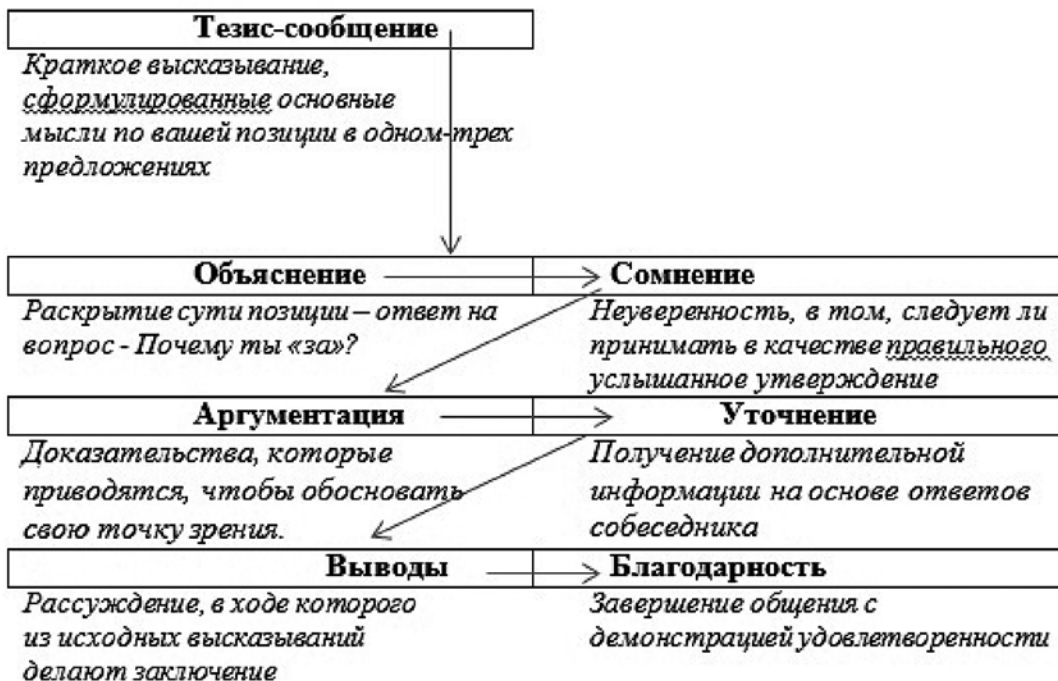 Тезис-сообщение
Краткое высказывание,
сформулированные основные
мысли по вашей позиции в одном-трех
предложениях
Объяснение
Сомнение
Раскрытие сути позиции – ответ на
вопрос - Почему ты «за»?
Неуверенность, в том, следует ли
принимать в качестве правильного
услышанное утверждение
Аргументация
Уточнение
Доказательства, которые
приводятся, чтобы обосновать
свою точку зрения.
Получение дополнительной
информации на основе ответов
собеседника
Выводы
Благодарность
Рассуждение, в ходе которого
из исходных высказываний
делают заключение
Завершение общения с
демонстрацией удовлетворенности